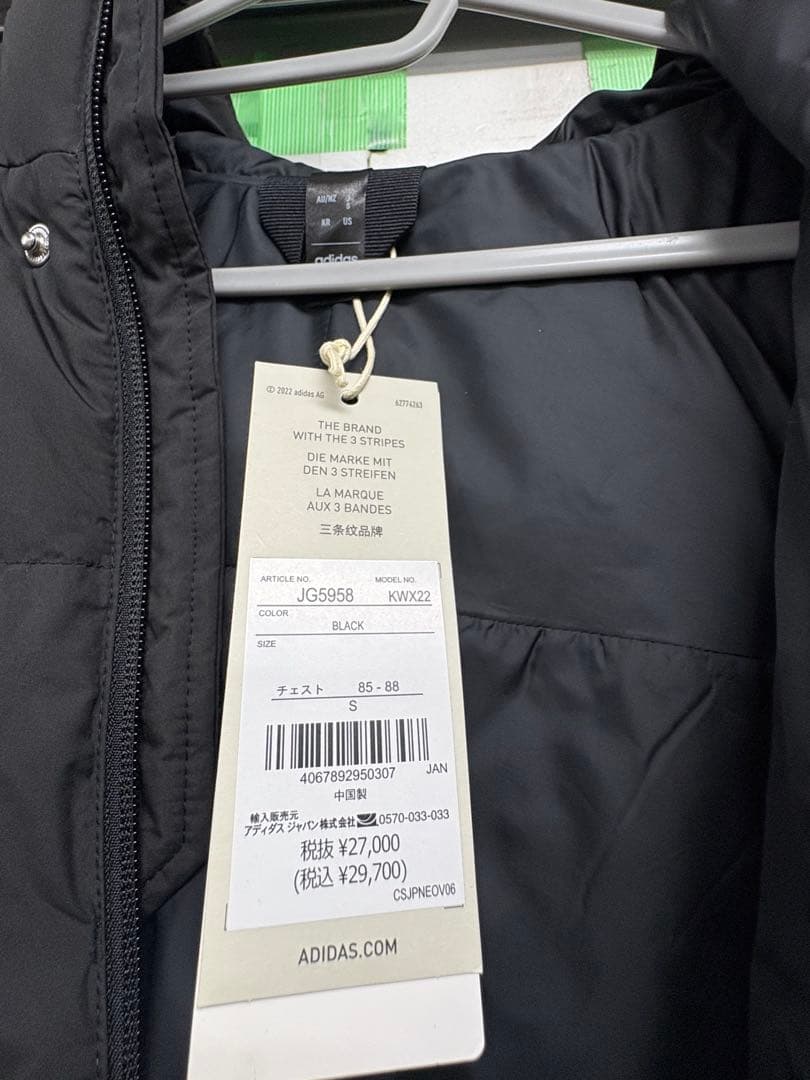 AU/NZ J
S
KR US
adidas
© 2022 adidas AG 62774263
THE BRAND
WITH THE 3 STRIPES
DIE MARKE MIT
DEN 3 STREIFEN
LA MARQUE
AUX 3 BANDES
三条纹品牌
ARTICLE NO. MODEL NO.
JG5958 KWX22
COLOR
BLACK
SIZE
チェスト 85 - 88
S
4067892950307 JAN
中国製
輸入販売元
アディダス ジャパン株式会社 0570-033-033
税抜 ¥27,000
(税込 ¥29,700)
CSJPNEOV06
ADIDAS.COM